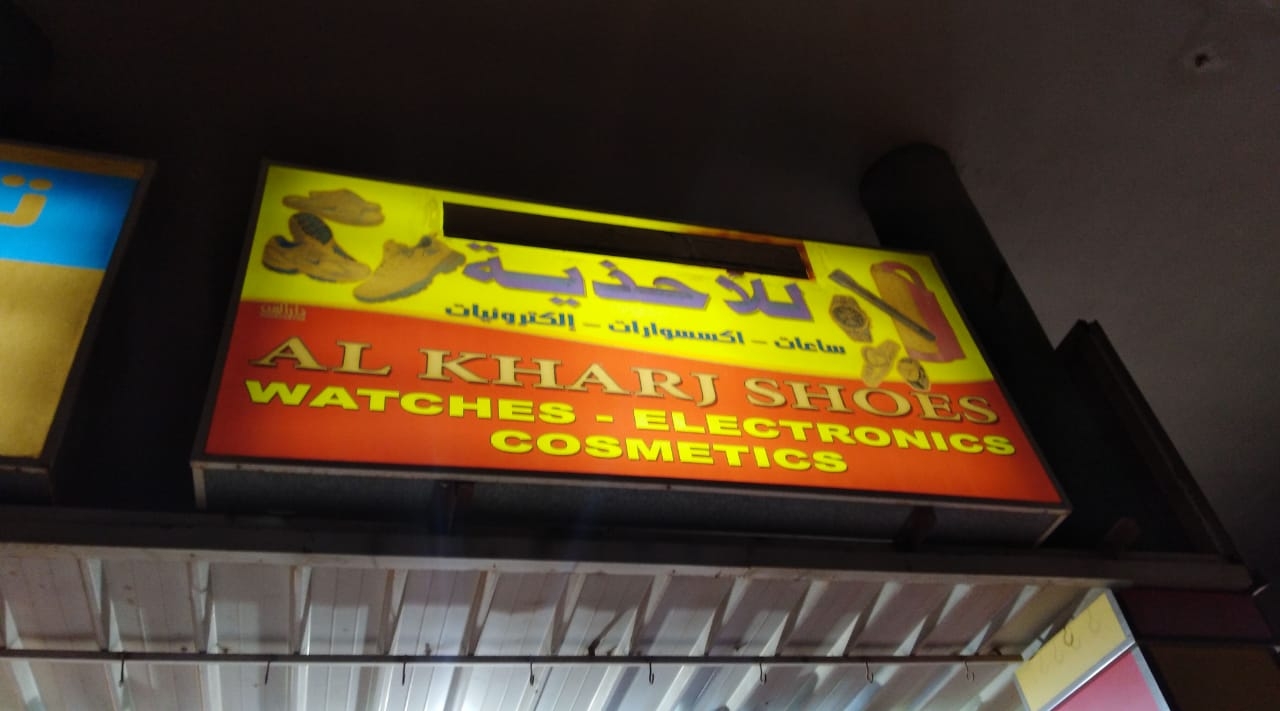 للأحذية
ساعات - اكسسوارات - إلكترونيات
AL KHARJ SHOES
WATCHES - ELECTRONICS
COSMETICS